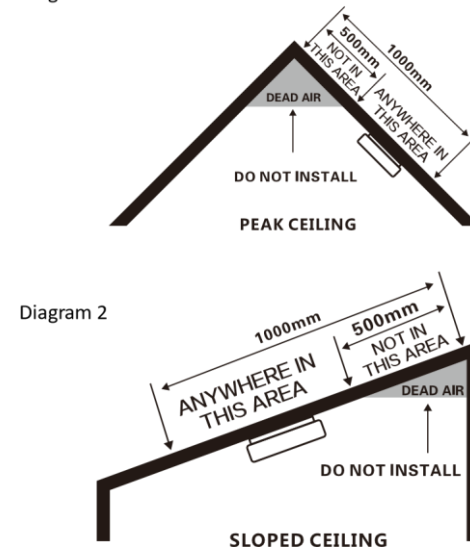 500mm
1000mm
NOT IN
THIS AREA
ANYWHERE IN
THIS AREA
DEAD AIR
DO NOT INSTALL
PEAK CEILING
Diagram 2
1000mm
500mm
NOT IN
THIS AREA
ANYWHERE IN
THIS AREA
DEAD AIR
DO NOT INSTALL
SLOPED CEILING